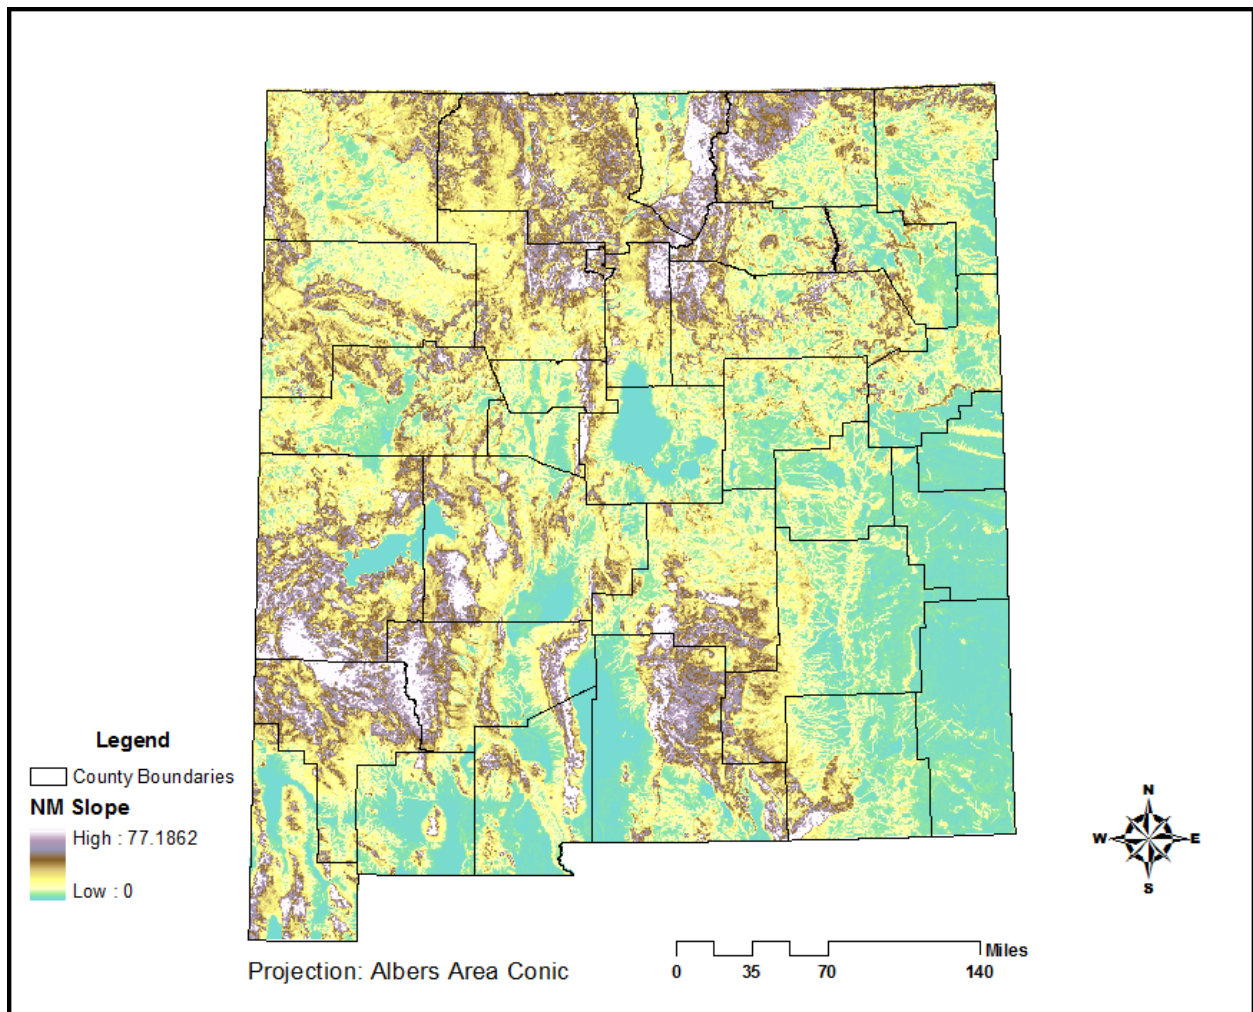 Legend
County Boundaries
NM Slope
High : 77.1862
Low : 0
N
W E
S
Miles
0 35 70 140
Projection: Albers Area Conic